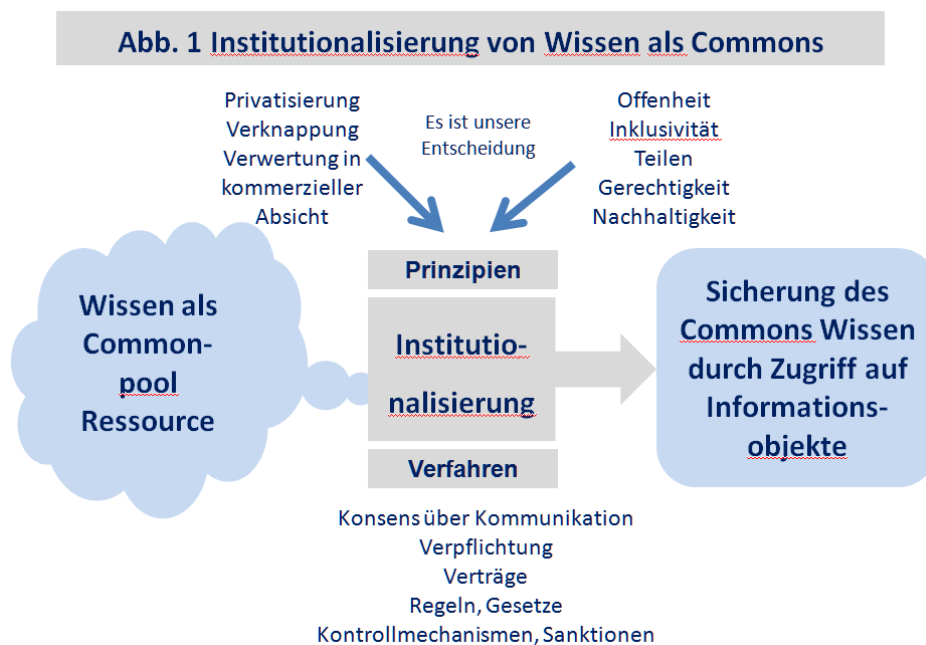 Abb. 1 Institutionalisierung von Wissen als Commons
Privatisierung
Verknappung
Verwertung in
kommerzieller
Absicht
Es ist unsere
Entscheidung
Offenheit
Inklusivität
Teilen
Gerechtigkeit
Nachhaltigkeit
Wissen als
Common-
pool
Ressource
Prinzipien
Institutio-
nalisierung
Verfahren
Sicherung des
Commons Wissen
durch Zugriff auf
Informations-
objekte
Konsens über Kommunikation
Verpflichtung
Verträge
Regeln, Gesetze
Kontrollmechanismen, Sanktionen